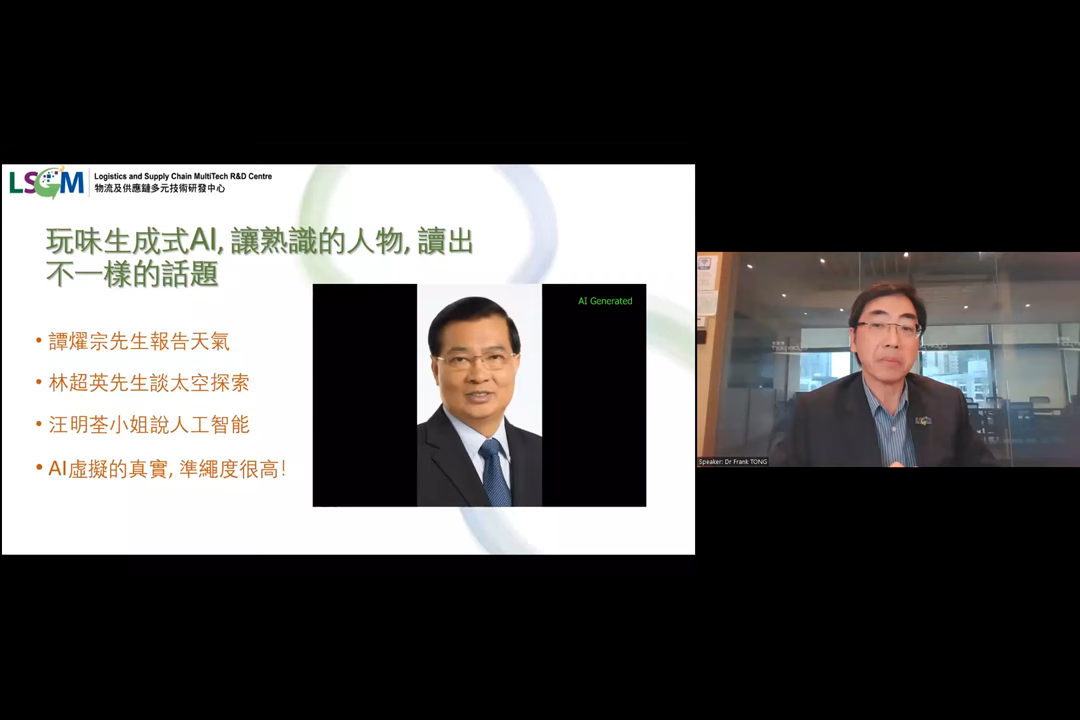 LSCM
Logistics and Supply Chain MultiTech R&D Centre
物流及供應鏈多元技術研發中心
玩味生成式AI, 讓熟識的人物, 讀出
不一樣的話題
• 譚燿宗先生報告天氣
• 林超英先生談太空探索
• 汪明荃小姐說人工智能
• AI虛擬的真實, 準繩度很高!
AI Generated
Speaker: Dr Frank TONG